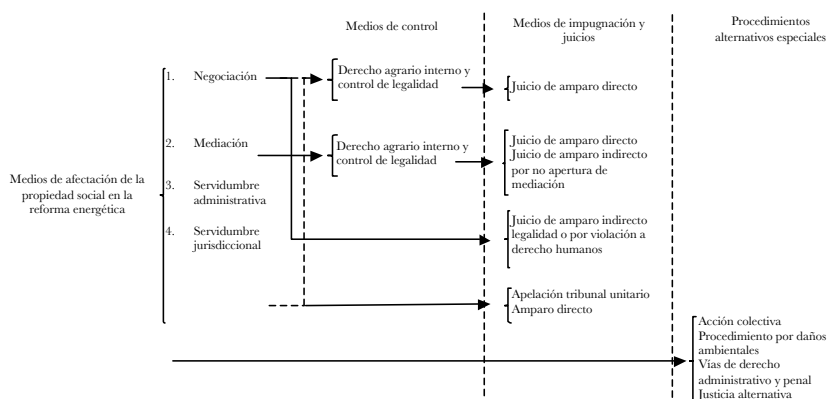 Medios de control
Medios de impugnación y
juicios
Procedimientos
alternativos especiales
Medios de afectación de la
propiedad social en la
reforma energética
1. Negociación
2. Mediación
3. Servidumbre
administrativa
4. Servidumbre
jurisdiccional
Derecho agrario interno y
control de legalidad
Derecho agrario interno y
control de legalidad
Juicio de amparo directo
Juicio de amparo directo
Juicio de amparo indirecto
por no apertura de
mediación
Juicio de amparo indirecto
legalidad o por violación a
derecho humanos
Apelación tribunal unitario
Amparo directo
Acción colectiva
Procedimiento por daños
ambientales
Vías de derecho
administrativo y penal
Justicia alternativa